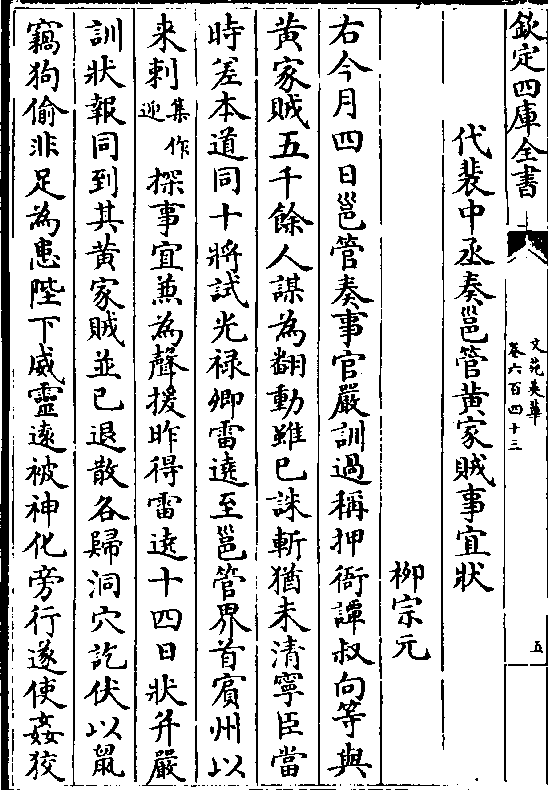 欽定四庫全書
文苑英華
卷六百四十三
五
代裴中丞奏邕管黄家賊事宜狀
柳宗元
右今月四日邕管奏事官嚴訓過稱押衙譚叔向等與
黄家賊五千餘人謀為翻動雖已誅斬猶未清寧臣當
時差本道同十將試光禄卿雷遶至邕管界首賓州以
來刺集作迎探事宜兼為聲援昨得雷遶十四日狀并嚴
訓狀報同到其黄家賊並已退散各歸洞穴訖伏以鼠
竊狗偷非足為患陛下威靈遠被神化旁行遂使姦狡